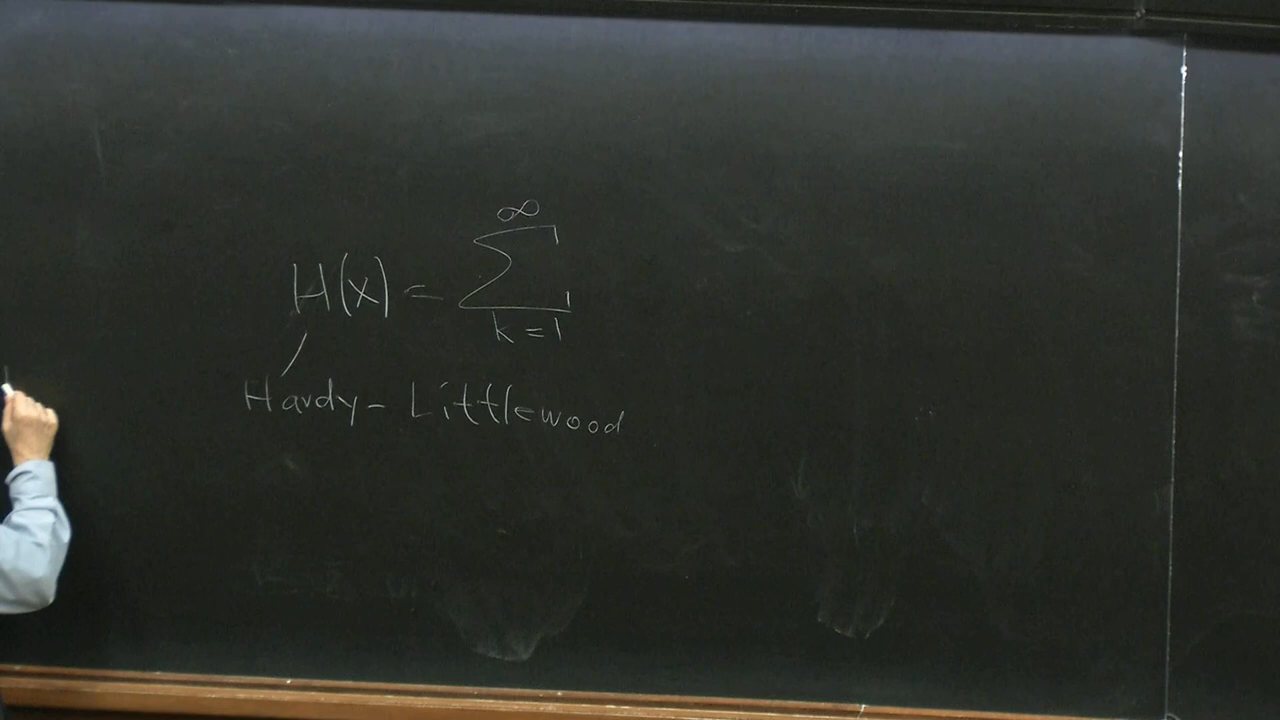 ∞
H(x) = ∑
k=1
Hardy-Littlewood